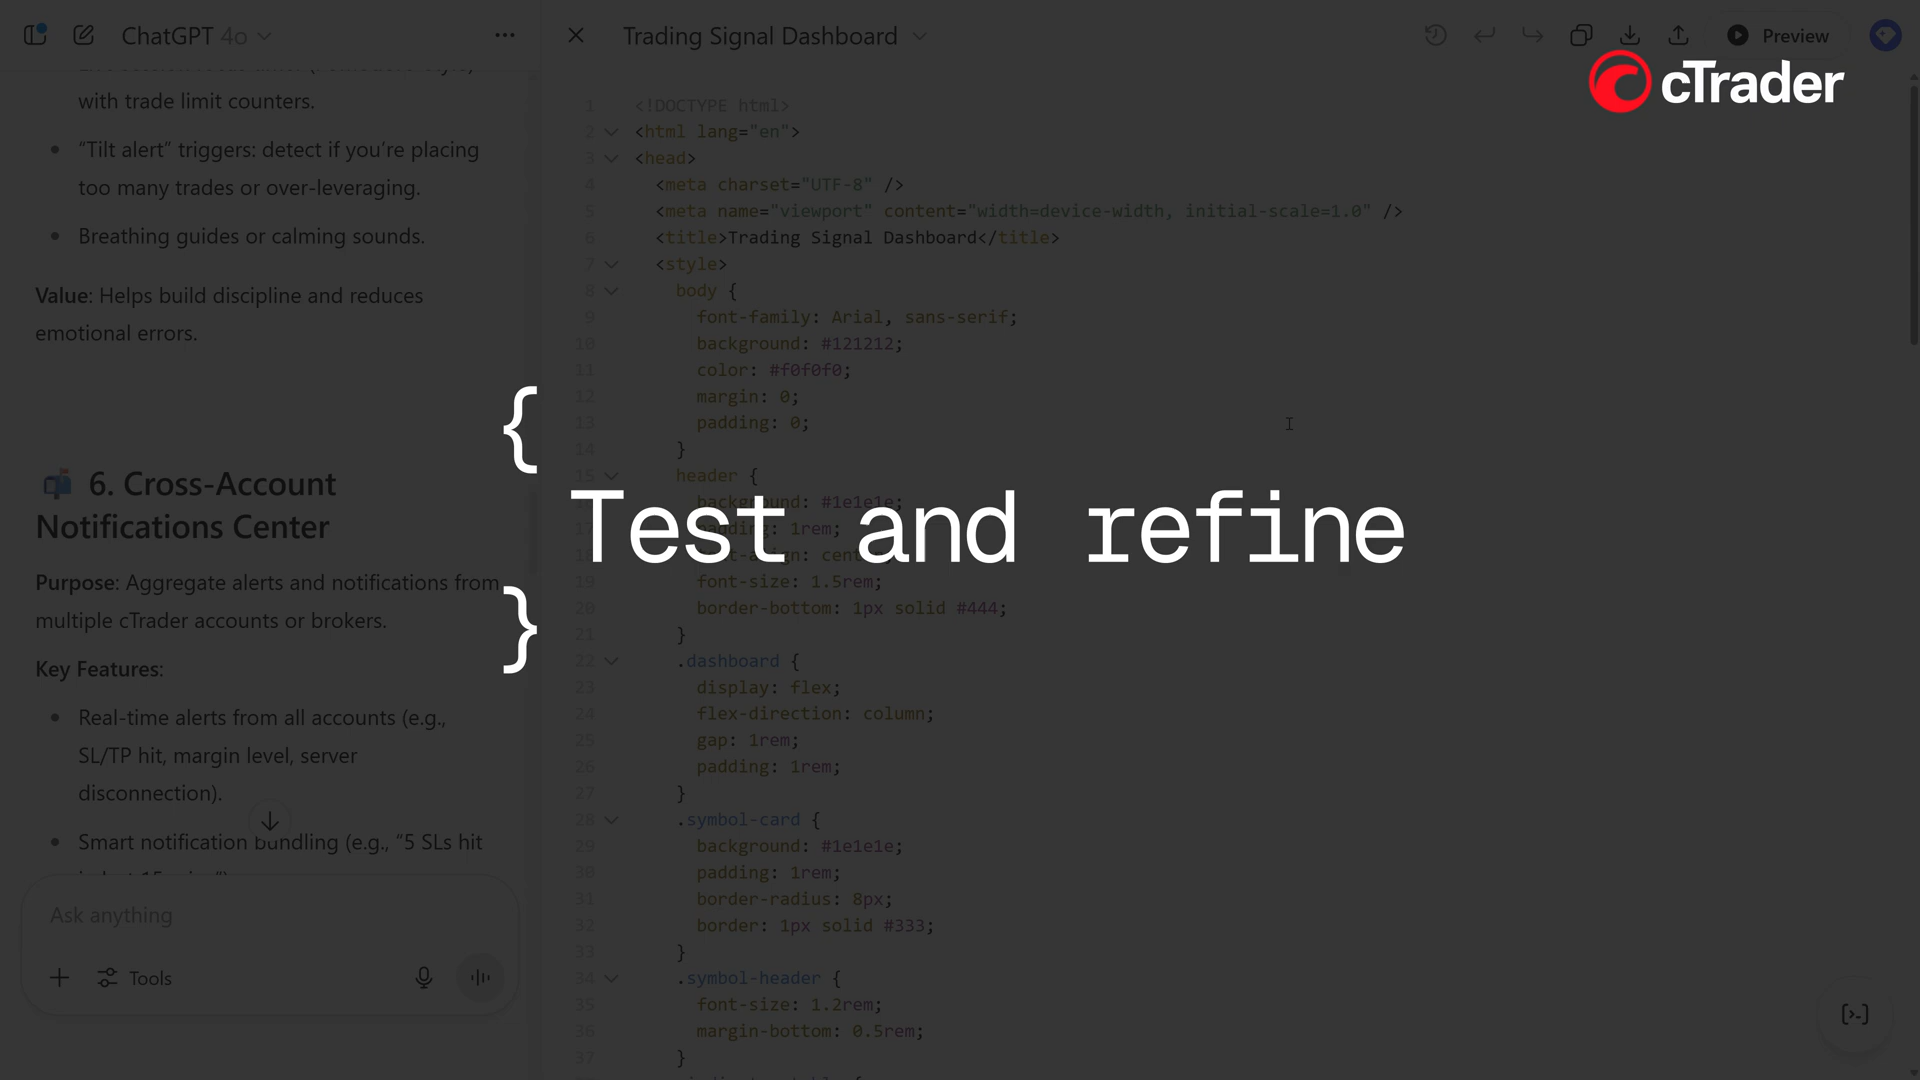 ChatGPT 4o
with trade limit counters.
“Tilt alert” triggers: detect if you’re placing
too many trades or over-leveraging.
Breathing guides or calming sounds.
Value: Helps build discipline and reduces
emotional errors.
6. Cross-Account
Notifications Center
Purpose: Aggregate alerts and notifications from
multiple cTrader accounts or brokers.
Key Features:
Real-time alerts from all accounts (e.g.,
SL/TP hit, margin level, server
disconnection).
Smart notification bundling (e.g., “5 SLs hit
Ask anything
Tools
Trading Signal Dashboard
Preview
cTrader
1 <!DOCTYPE html>
2 <html lang="en">
3 <head>
4 <meta charset="UTF-8" />
5 <meta name="viewport" content="width=device-width, initial-scale=1.0" />
6 <title>Trading Signal Dashboard</title>
7 <style>
8 body {
9 font-family: Arial, sans-serif;
10 background: #121212;
11 color: #f0f0f0;
12 margin: 0;
13 padding: 0;
14 }
15 header {
background: #1e1e1e;
17 padding: 1rem;
18
19 font-size: 1.5rem;
20 border-bottom: 1px solid #444;
21 }
22 .dashboard {
23 display: flex;
24 flex-direction: column;
25 gap: 1rem;
26 padding: 1rem;
27 }
28 .symbol-card {
29 background: #1e1e1e;
30 padding: 1rem;
31 border-radius: 8px;
32 border: 1px solid #333;
33 }
34 .symbol-header {
35 font-size: 1.2rem;
36 margin-bottom: 0.5rem;
37 }
{
Test and refine
}